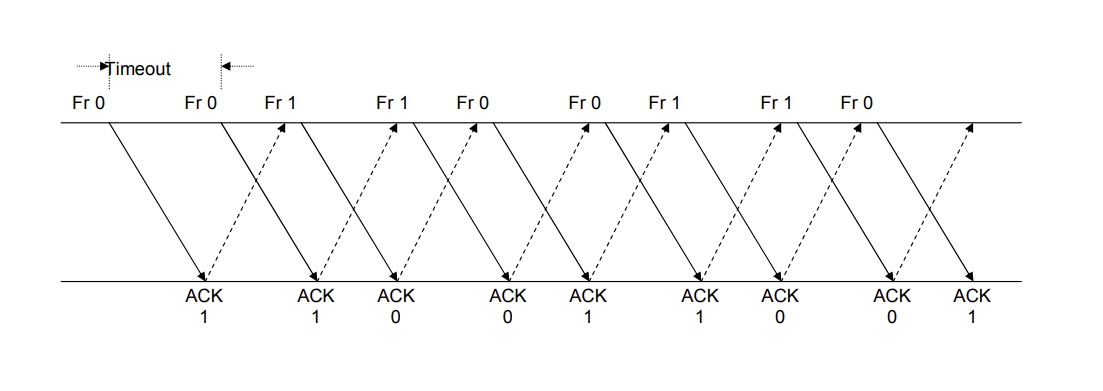 Timeout
Fr 0 Fr 0 Fr 1 Fr 1 Fr 0 Fr 0 Fr 1 Fr 1 Fr 0
ACK ACK ACK ACK ACK ACK ACK ACK ACK
1 1 0 0 1 1 0 0 1